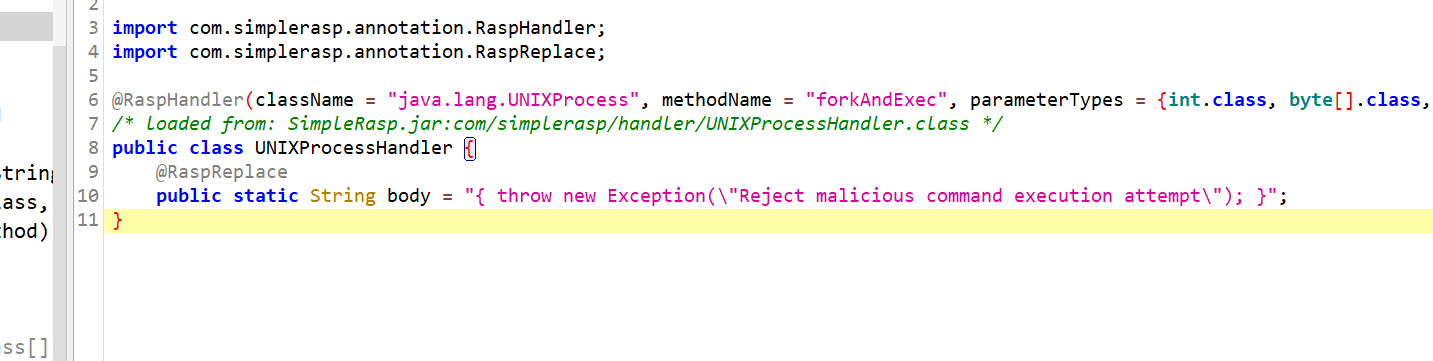 2
3 import com.simplerasp.annotation.RaspHandler;
4 import com.simplerasp.annotation.RaspReplace;
5
6 @RaspHandler(className = "java.lang.UNIXProcess", methodName = "forkAndExec", parameterTypes = {int.class, byte[].class,
7 /* loaded from: SimpleRasp.jar:com/simplerasp/handler/UNIXProcessHandler.class */
8 public class UNIXProcessHandler {
string
9 @RaspReplace
lass,
10 public static String body = "{ throw new Exception(\"Reject malicious command execution attempt\"); }";
thod)
11 }
ss[]